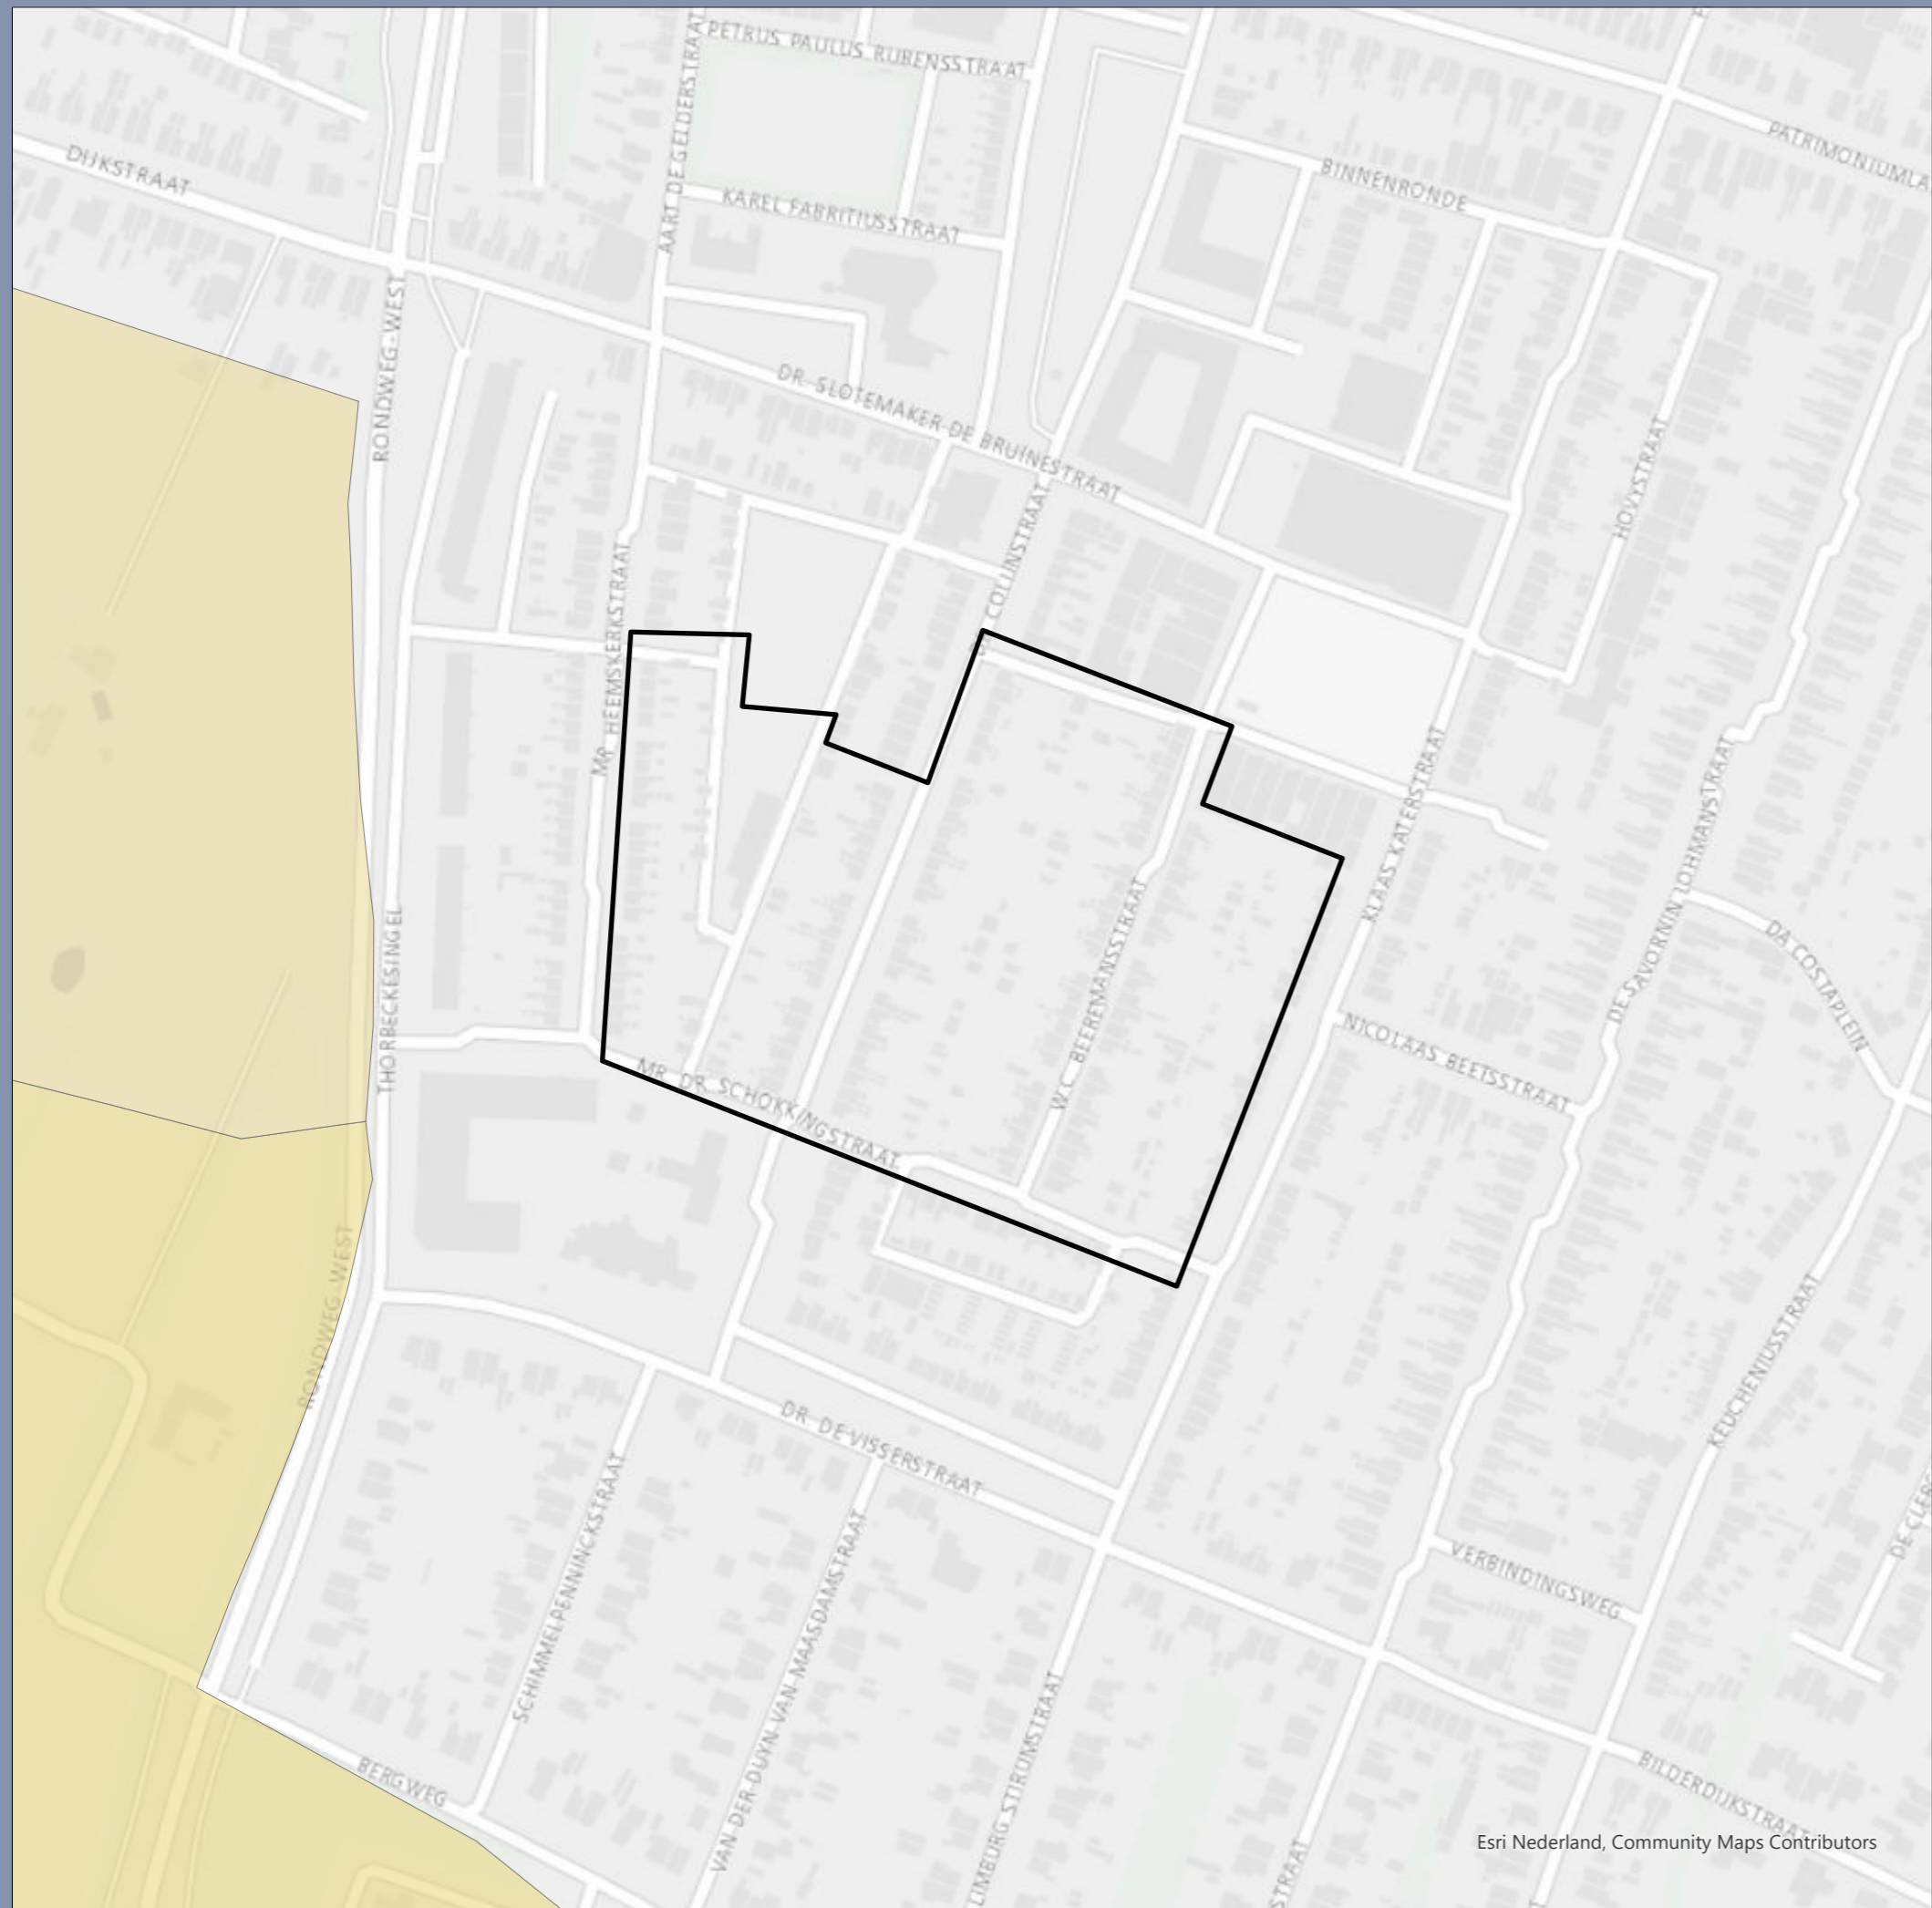 PETRUS PAULUS RUBENSSTRAAT
AART DE GELDERSTRAAT
PATRIMONIUMLA
DIJKSTRAAT
BINNENRONDE
KAREL FABRITIUSSTRAAT
RONDWEG-WEST
DR. SLOTEMAKER DE BRUINESTRAAT
HOVYSTRAAT
COLIJNSTRAAT
MR. HEEMSKERKSTRAAT
KLAAS KATERSTRAAT
DE SAVORNIN LOHMANSTRAAT
W.C. BEEREMANSSTRAAT
DA COSTAPLEIN
THORBECKESINGEL
NICOLAAS BEETSSTRAAT
MR. DR. SCHOKKINGSTRAAT
RONDWEG-WEST
KEUCHENIUSSTRAAT
DR. DE VISSERSTRAAT
SCHIMMELPENNINCKSTRAAT
VAN-DER-DUYN-VAN-MAASDAMSTRAAT
VERBINDINGSWEG
LIMBURG STIRUMSTRAAT
BERGWEG
BILDERDIJKSTRAAT
STRAAT
Esri Nederland, Community Maps Contributors